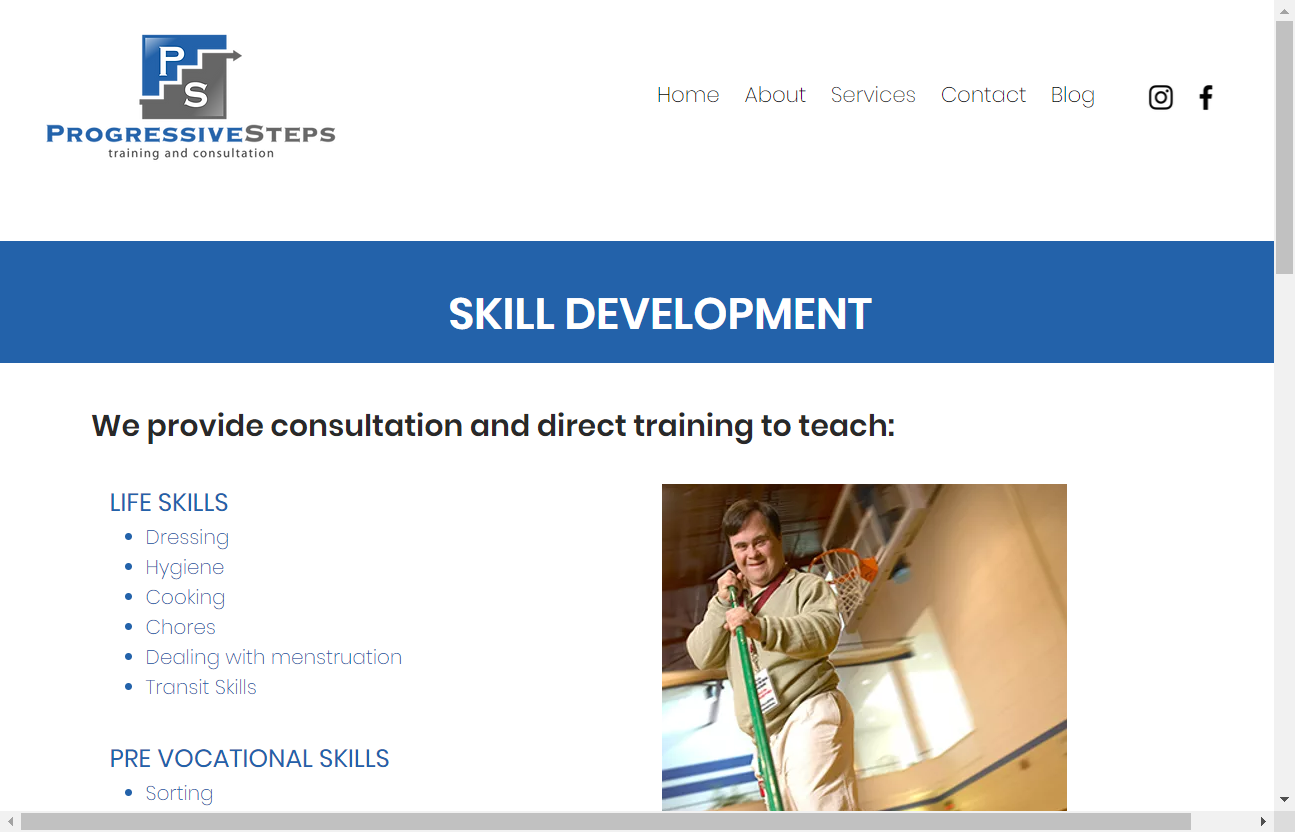 P
S
PROGRESSIVESTEPS
training and consultation
Home About Services Contact Blog
SKILL DEVELOPMENT
We provide consultation and direct training to teach:
LIFE SKILLS
Dressing
Hygiene
Cooking
Chores
Dealing with menstruation
Transit Skills
PRE VOCATIONAL SKILLS
Sorting